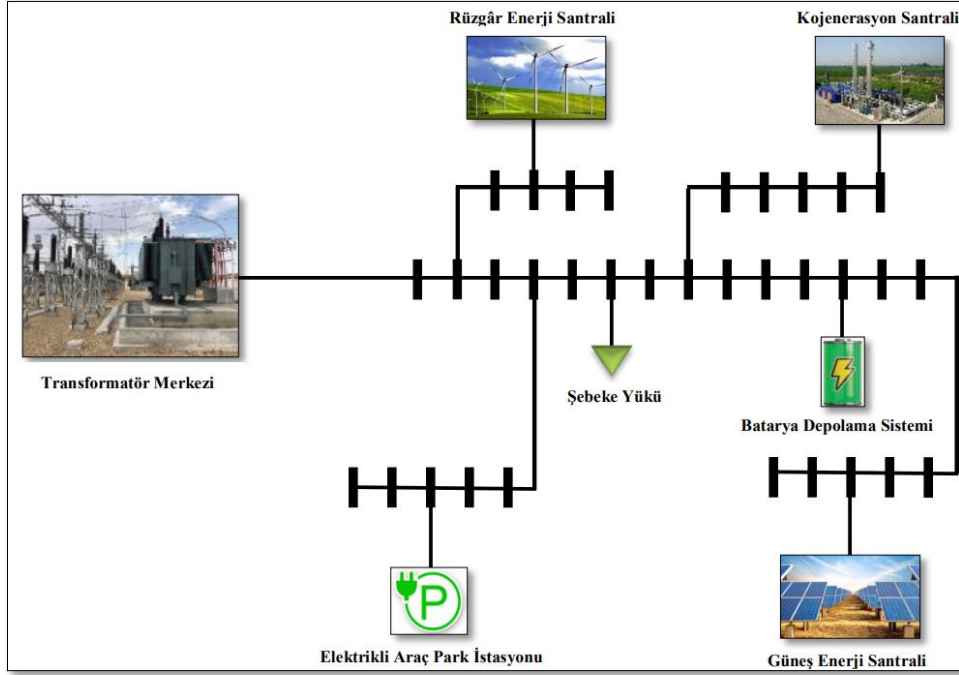 Rüzgâr Enerji Santrali
Kojenerasyon Santrali
Transformatör Merkezi
Şebeke Yükü
Batarya Depolama Sistemi
P
Elektrikli Araç Park İstasyonu
Güneş Enerji Santrali